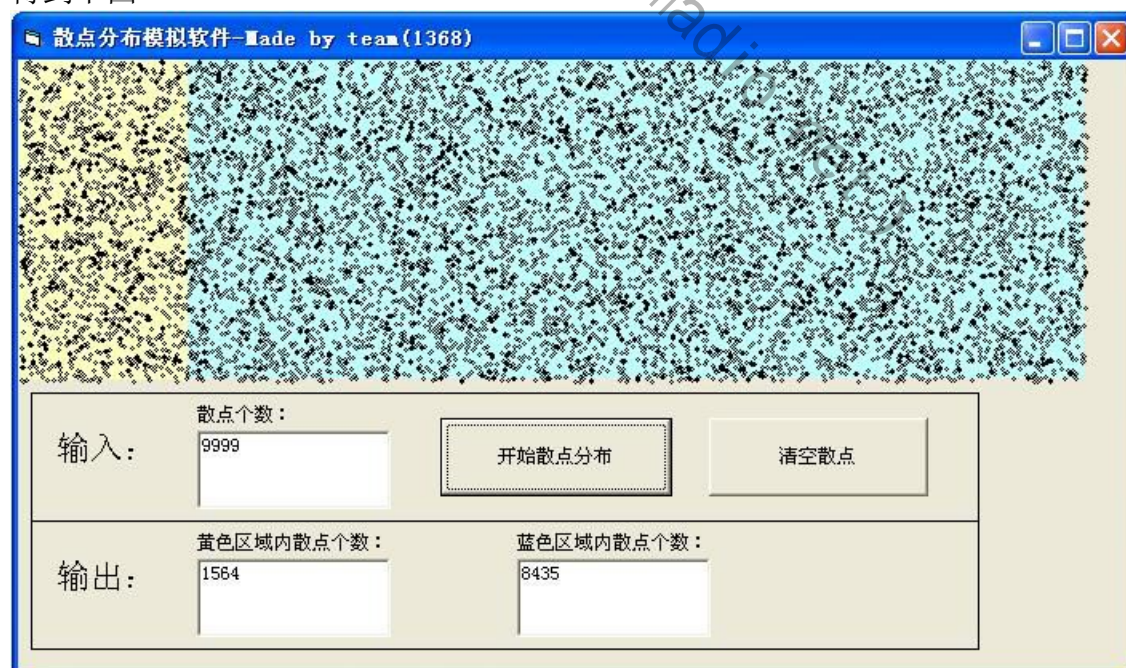 散点分布模拟软件-Made by team(1368)
输入:
散点个数:
9999
开始散点分布
清空散点
输出:
黄色区域内散点个数:
1564
蓝色区域内散点个数:
8435